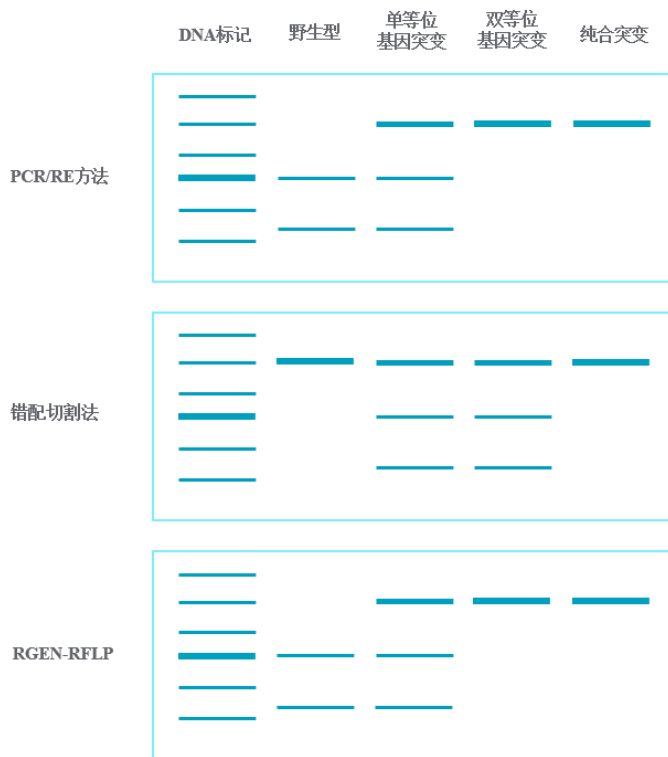 DNA标记
野生型
单等位
基因突变
双等位
基因突变
纯合突变
PCR/RE方法
错配切割法
RGEN-RFLP